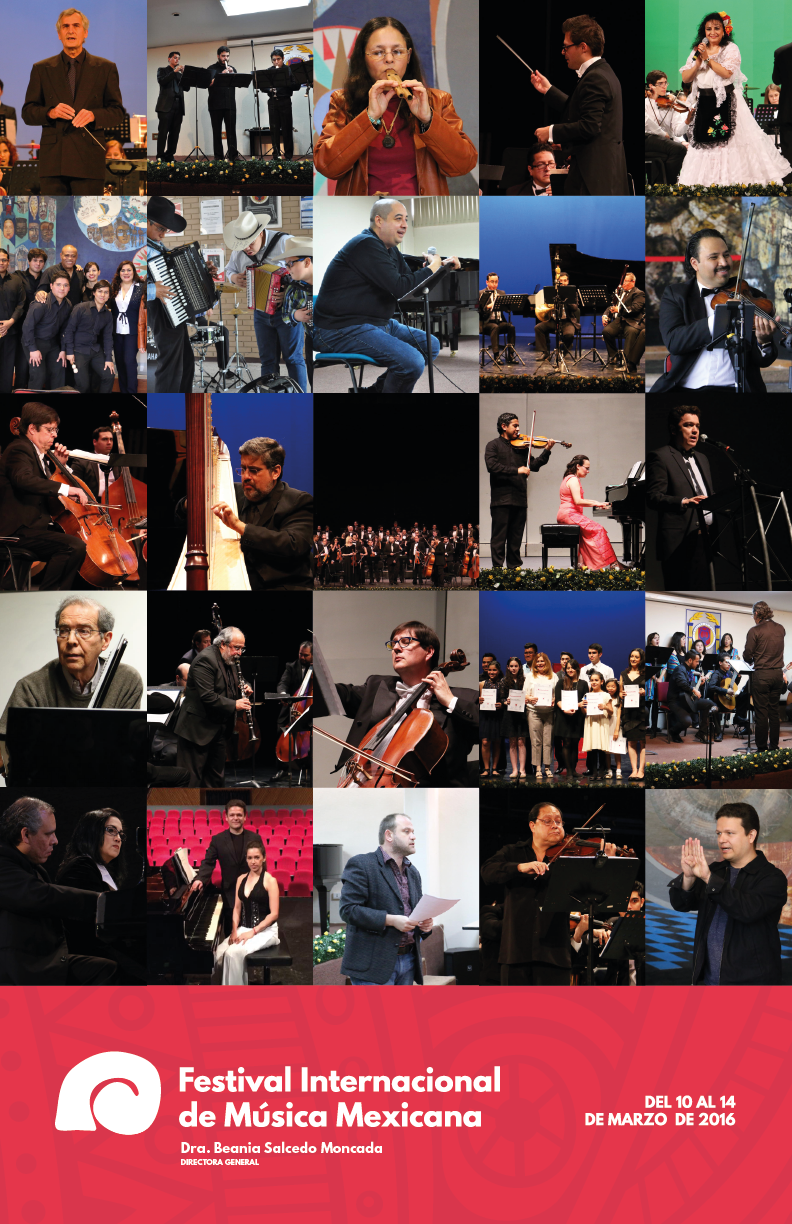 Festival Internacional
de Música Mexicana
Dra. Beania Salcedo Moncada
DIRECTORA GENERAL
DEL 10 AL 14
DE MARZO DE 2016